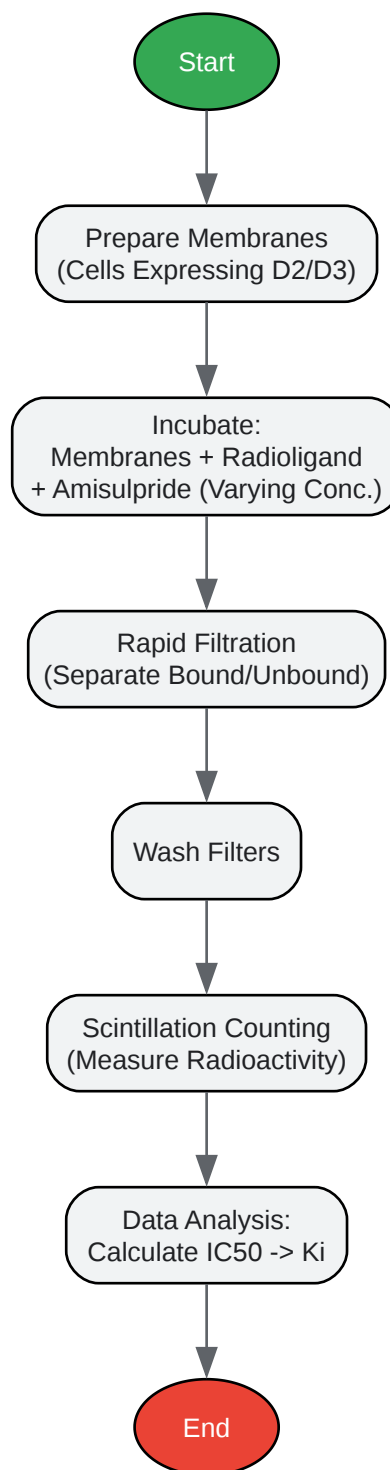 Start
Prepare Membranes
(Cells Expressing D2/D3)
Incubate:
Membranes + Radioligand
+ Amisulpride (Varying Conc.)
Rapid Filtration
(Separate Bound/Unbound)
Wash Filters
Scintillation Counting
(Measure Radioactivity)
Data Analysis:
Calculate IC50 -> Ki
End